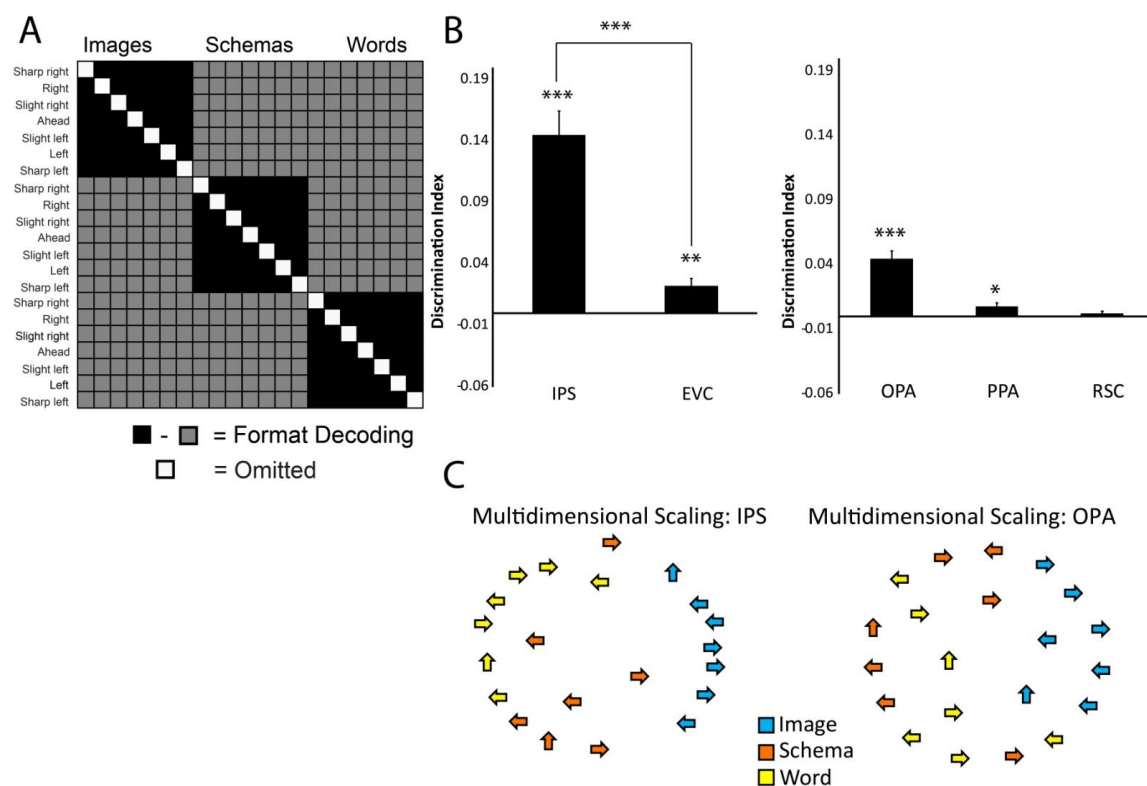 A
Images Schemas Words
Sharp right
Right
Slight right
Ahead
Slight left
Left
Sharp left
Sharp right
Right
Slight right
Ahead
Slight left
Left
Sharp left
Sharp right
Right
Slight right
Ahead
Slight left
Left
Sharp left
- = Format Decoding
= Omitted
B
***
Discrimination Index
0.19
0.14
0.09
0.04
-0.01
-0.06
***
**
IPS EVC
Discrimination Index
0.19
0.14
0.09
0.04
-0.01
-0.06
***
*
OPA PPA RSC
C
Multidimensional Scaling: IPS
Multidimensional Scaling: OPA
Image
Schema
Word